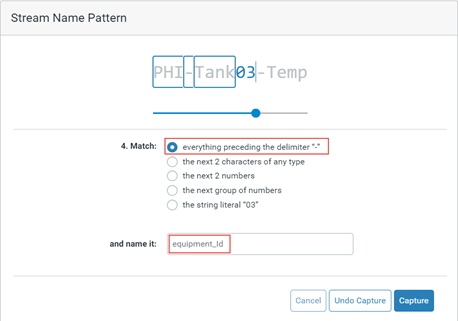 Stream Name Pattern
PHI-Tank03-Temp
4. Match:
everything preceding the delimiter "-"
the next 2 characters of any type
the next 2 numbers
the next group of numbers
the string literal "03"
and name it: equipment_Id
Cancel Undo Capture Capture